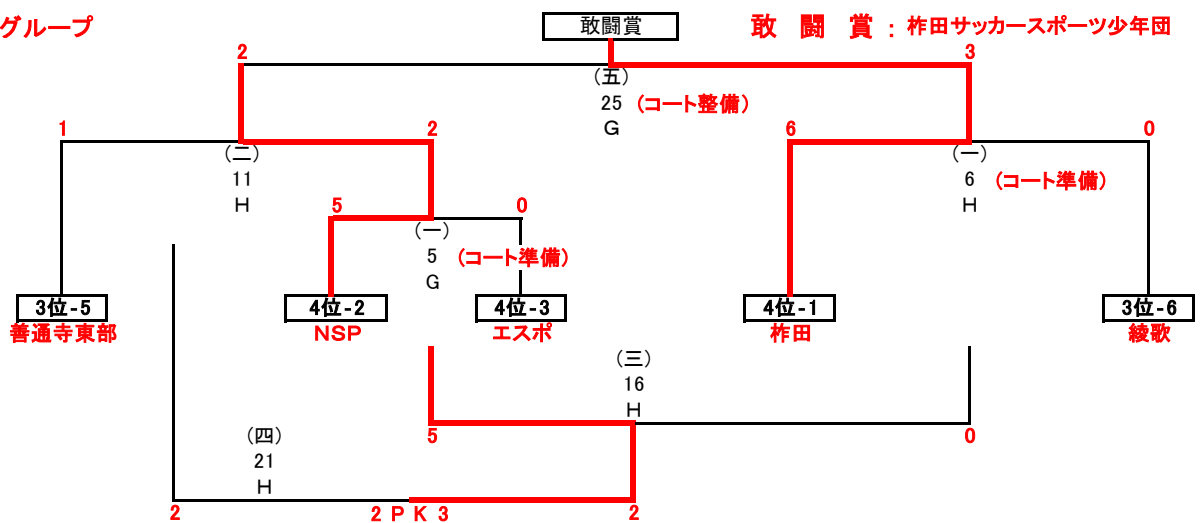 グループ
敢闘賞
敢 闘 賞 : 柞田サッカースポーツ少年団
2
3
(五)
25 (コート整備)
G
1
2
6
0
(二)
11
H
(一)
6 (コート準備)
H
5
0
(一)
5 (コート準備)
G
3位-5
4位-2
4位-3
4位-1
3位-6
善通寺東部
NSP
エスポ
柞田
綾歌
(三)
16
H
5
0
(四)
21
H
2
2 P K 3
2